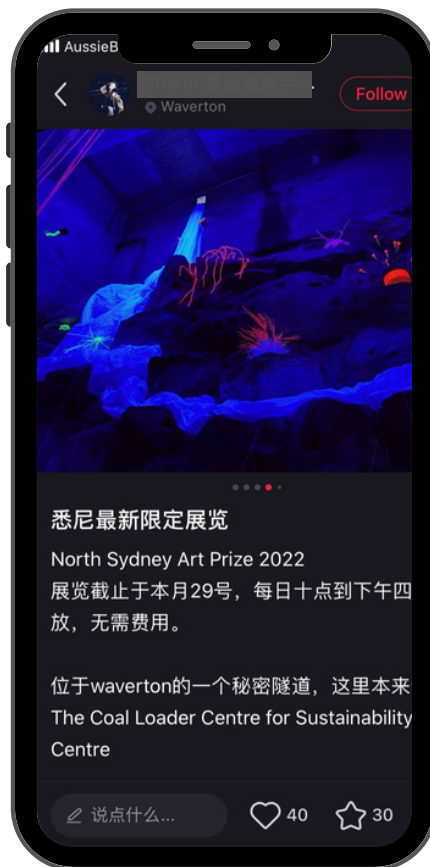 AussieB
Waverton
Follow
悉尼最新限定展览
North Sydney Art Prize 2022
展览截止于本月29号，每日十点到下午四
放，无需费用。
位于waverton的一个秘密隧道，这里本来
The Coal Loader Centre for Sustainability
Centre
说点什么...
40
30